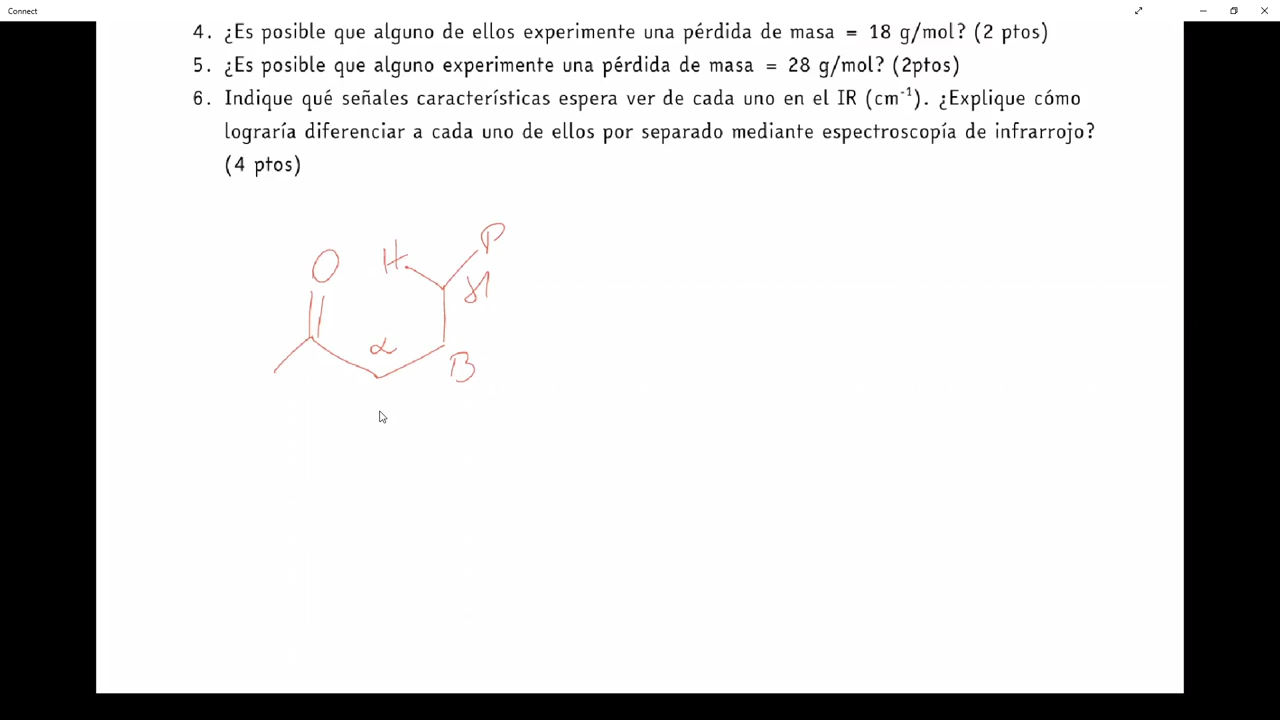 Connect
4. ¿Es posible que alguno de ellos experimente una pérdida de masa = 18 g/mol? (2 ptos)
5. ¿Es posible que alguno experimente una pérdida de masa = 28 g/mol? (2ptos)
6. Indique qué señales características espera ver de cada uno en el IR (cm⁻¹). ¿Explique cómo
lograría diferenciar a cada uno de ellos por separado mediante espectroscopía de infrarrojo?
(4 ptos)
O H
α
B